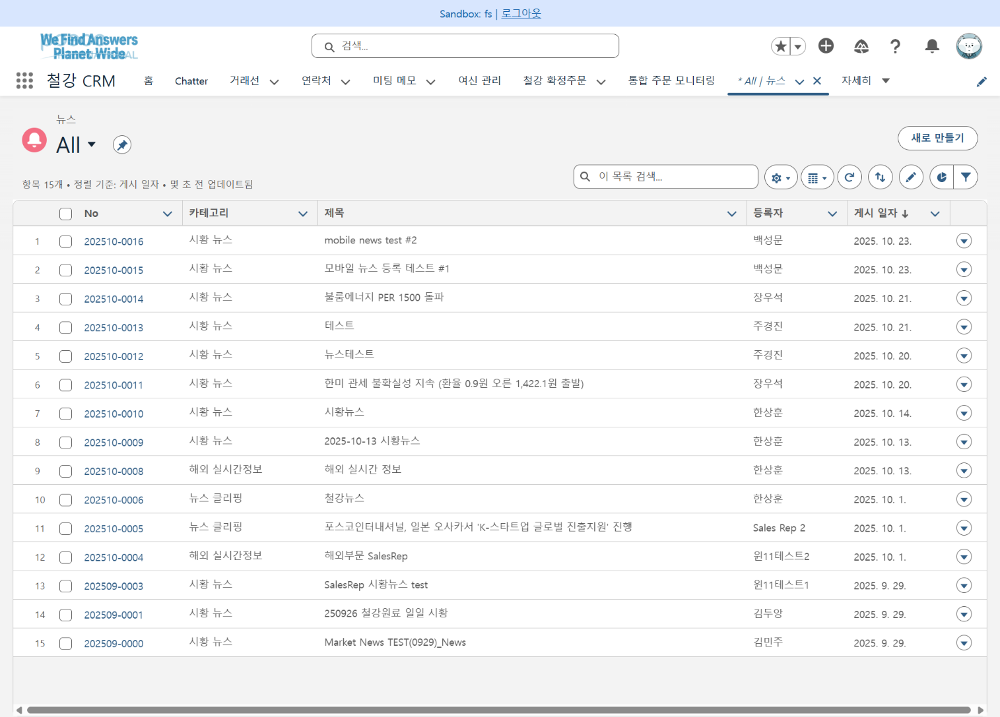 Sandbox: fs | 로그아웃
We Find Answers
Planet Wide
검색...
철강 CRM
홈
Chatter
거래선
연락처
미팅 메모
여신 관리
철강 확정주문
통합 주문 모니터링
* All | 뉴스
자세히
뉴스
All
새로 만들기
항목 15개 • 정렬 기준: 게시 일자 • 몇 초 전 업데이트됨
이 목록 검색...
No 카테고리 제목 등록자 게시 일자 ↓
1 202510-0016 시황 뉴스 mobile news test #2 백성문 2025. 10. 23.
2 202510-0015 시황 뉴스 모바일 뉴스 등록 테스트 #1 백성문 2025. 10. 23.
3 202510-0014 시황 뉴스 불룸에너지 PER 1500 돌파 장우석 2025. 10. 21.
4 202510-0013 시황 뉴스 테스트 주경진 2025. 10. 21.
5 202510-0012 시황 뉴스 뉴스테스트 주경진 2025. 10. 20.
6 202510-0011 시황 뉴스 한미 관세 불확실성 지속 (환율 0.9원 오른 1,422.1원 출발) 장우석 2025. 10. 20.
7 202510-0010 시황 뉴스 시황뉴스 한상훈 2025. 10. 14.
8 202510-0009 시황 뉴스 2025-10-13 시황뉴스 한상훈 2025. 10. 13.
9 202510-0008 해외 실시간정보 해외 실시간 정보 한상훈 2025. 10. 13.
10 202510-0006 뉴스 클리핑 철강뉴스 한상훈 2025. 10. 1.
11 202510-0005 뉴스 클리핑 포스코인터내셔널, 일본 오사카서 'K-스타트업 글로벌 진출지원' 진행 Sales Rep 2 2025. 10. 1.
12 202510-0004 해외 실시간정보 해외부문 SalesRep 윈11테스트2 2025. 10. 1.
13 202509-0003 시황 뉴스 SalesRep 시황뉴스 test 윈11테스트1 2025. 9. 29.
14 202509-0001 시황 뉴스 250926 철강원료 일일 시황 김두앙 2025. 9. 29.
15 202509-0000 시황 뉴스 Market News TEST(0929)_News 김민주 2025. 9. 29.